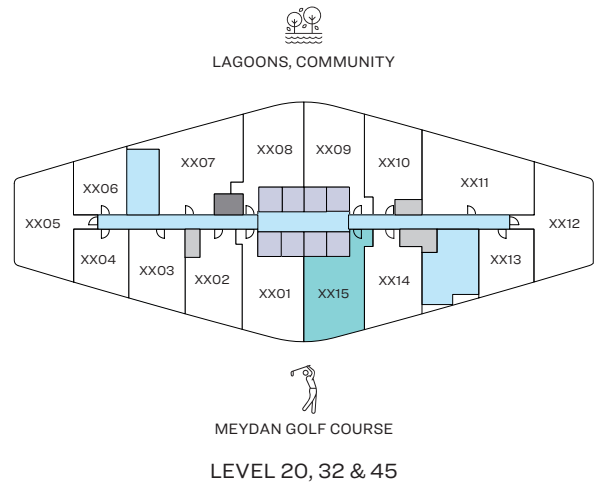 LAGOONS, COMMUNITY
XX08
XX09
XX07
XX10
XX06
XX11
XX05
XX12
XX04
XX03
XX02
XX01
XX15
XX14
XX13
MEYDAN GOLF COURSE
LEVEL 20, 32 & 45